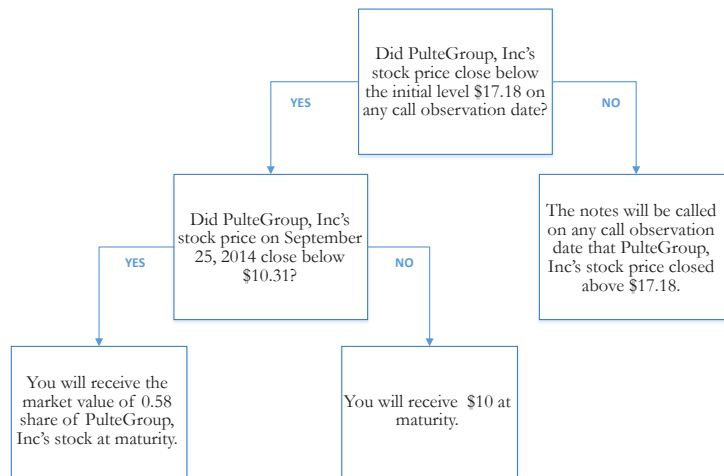 Did PulteGroup, Inc's
stock price close below
the initial level $17.18 on
any call observation date?
YES
NO
Did PulteGroup, Inc's
stock price on September
25, 2014 close below
$10.31?
The notes will be called
on any call observation
date that PulteGroup,
Inc's stock price closed
above $17.18.
YES
NO
You will receive the
market value of 0.58
share of PulteGroup,
Inc's stock at maturity.
You will receive $10 at
maturity.